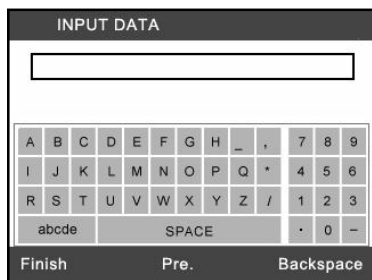 INPUT DATA
A B C D E F G H _ , 7 8 9
I J K L M N O P Q * 4 5 6
R S T U V W X Y Z / 1 2 3
abcde SPACE · 0 –
Finish Pre. Backspace